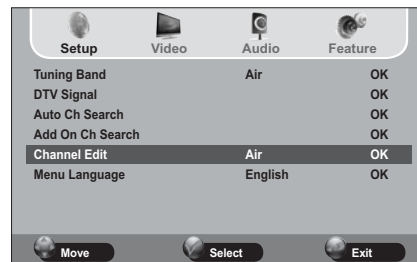 Setup Video Audio Feature
Tuning Band Air OK
DTV Signal OK
Auto Ch Search OK
Add On Ch Search OK
Channel Edit Air OK
Menu Language English OK
Move Select Exit